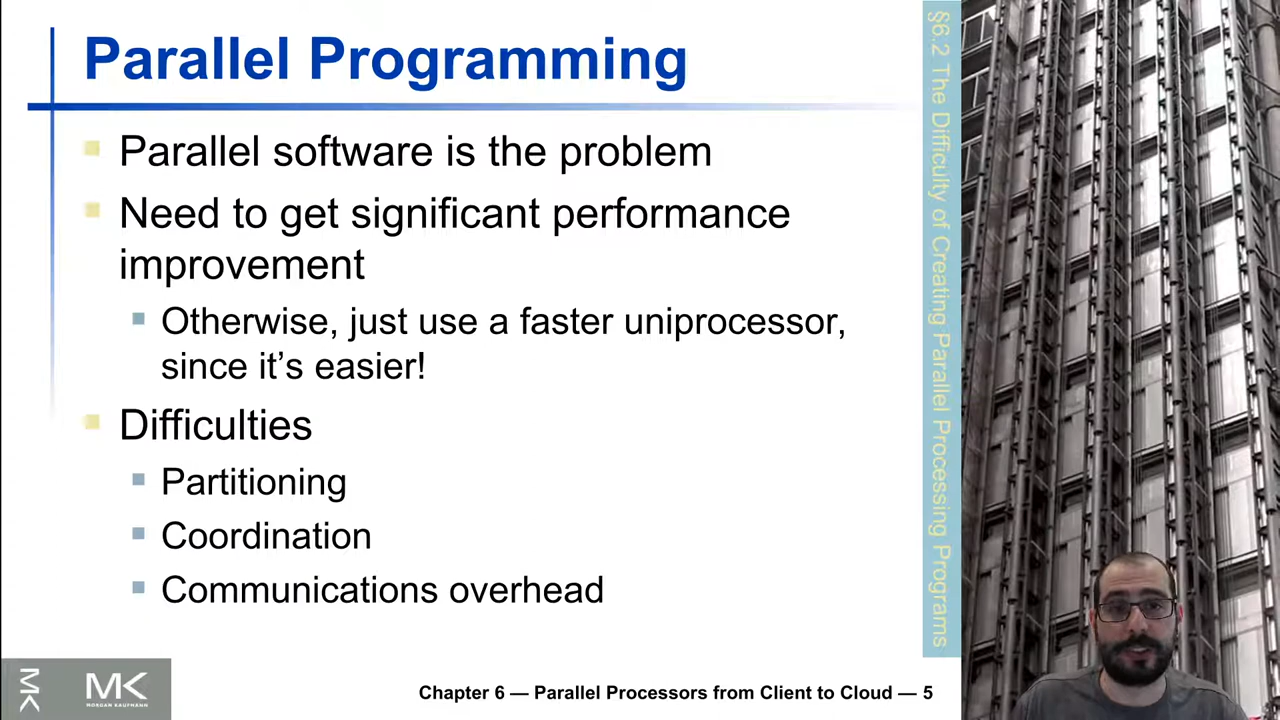 Parallel Programming
Parallel software is the problem
Need to get significant performance
improvement
Otherwise, just use a faster uniprocessor,
since it’s easier!
Difficulties
Partitioning
Coordination
Communications overhead
§6.2 The Difficulty of Creating Parallel Processing Programs
MK
MK
MORGAN KAUFMANN
Chapter 6 — Parallel Processors from Client to Cloud — 5